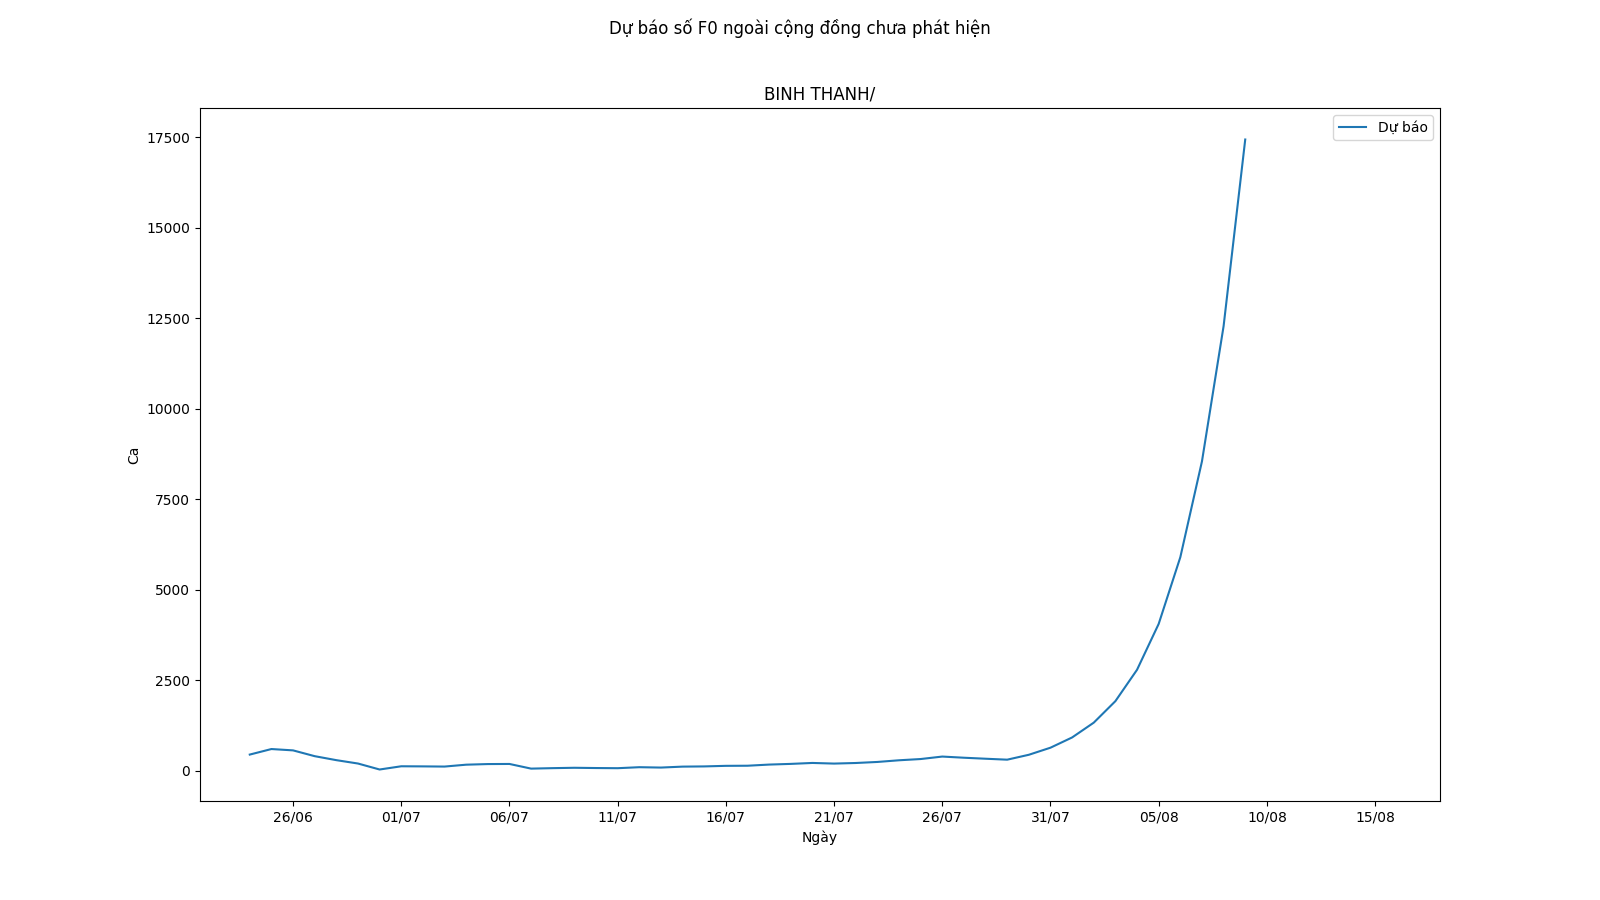 Dự báo số F0 ngoài cộng đồng chưa phát hiện
BINH THANH/
Dự báo
17500
15000
12500
10000
7500
5000
2500
0
Ca
26/06 01/07 06/07 11/07 16/07 21/07 26/07 31/07 05/08 10/08 15/08
Ngày